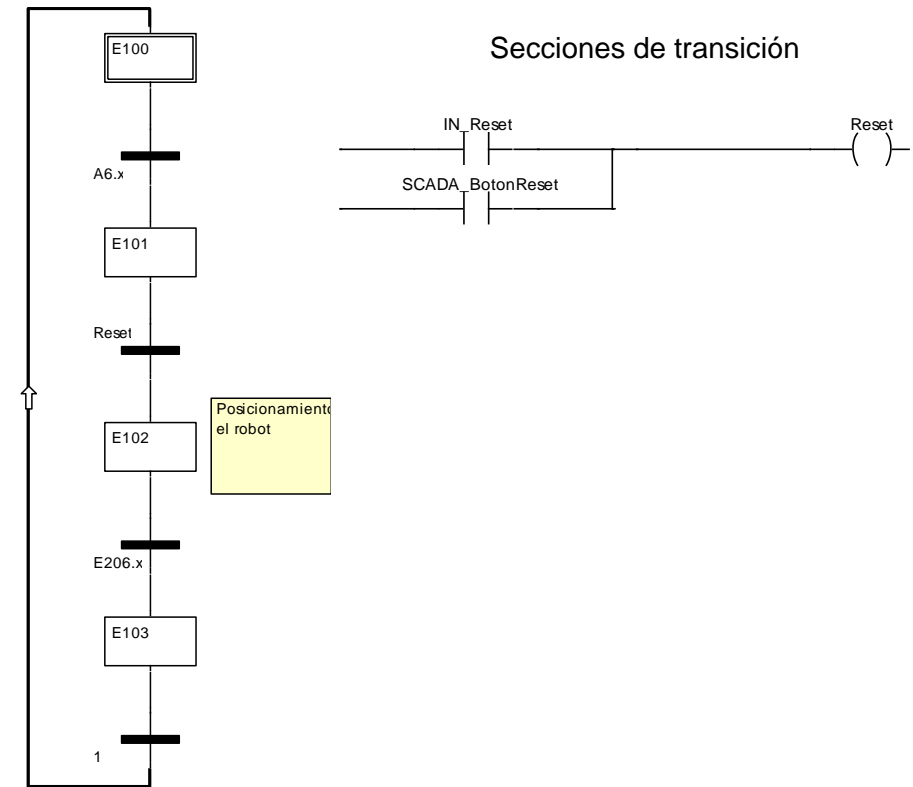 E100
A6.x
E101
Reset
E102
Posicionamiento
el robot
E206.x
E103
1
Secciones de transición
IN_Reset
Reset
SCADA_BotonReset